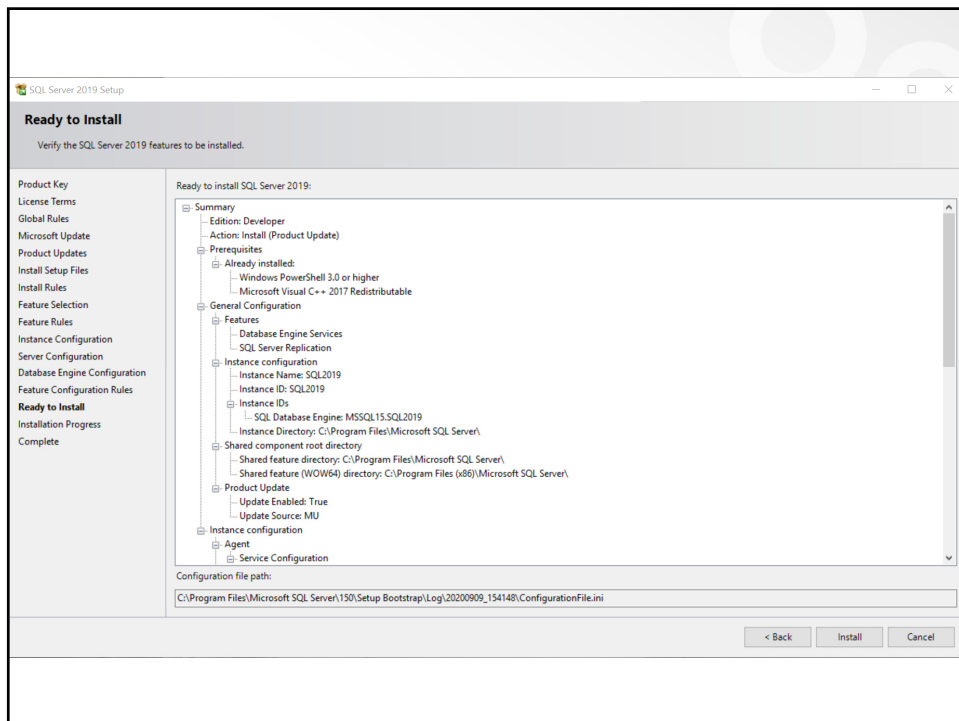 SQL Server 2019 Setup
Ready to Install
Verify the SQL Server 2019 features to be installed.
Product Key
License Terms
Global Rules
Microsoft Update
Product Updates
Install Setup Files
Install Rules
Feature Selection
Feature Rules
Instance Configuration
Server Configuration
Database Engine Configuration
Feature Configuration Rules
Ready to Install
Installation Progress
Complete
Ready to install SQL Server 2019:
Summary
Edition: Developer
Action: Install (Product Update)
Prerequisites
Already installed:
Windows PowerShell 3.0 or higher
Microsoft Visual C++ 2017 Redistributable
General Configuration
Features
Database Engine Services
SQL Server Replication
Instance configuration
Instance Name: SQL2019
Instance ID: SQL2019
Instance IDs
SQL Database Engine: MSSQL15.SQL2019
Instance Directory: C:\Program Files\Microsoft SQL Server\
Shared component root directory
Shared feature directory: C:\Program Files\Microsoft SQL Server\
Shared feature (WOW64) directory: C:\Program Files (x86)\Microsoft SQL Server\
Product Update
Update Enabled: True
Update Source: MU
Instance configuration
Agent
Service Configuration
Configuration file path:
C:\Program Files\Microsoft SQL Server\150\Setup Bootstrap\Log\20200909_154148\ConfigurationFile.ini
< Back Install Cancel